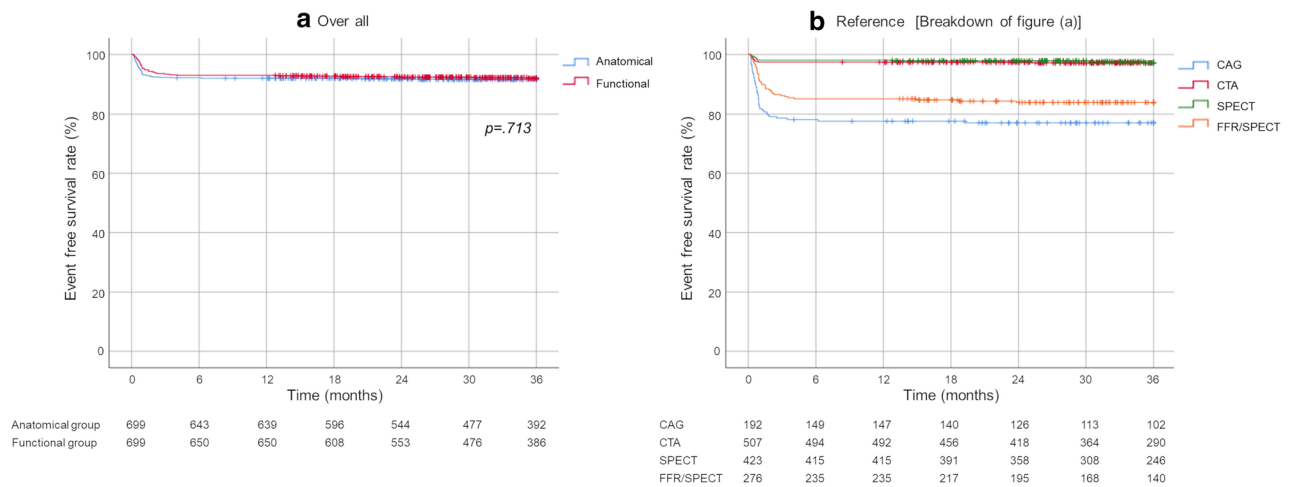 a Over all
Event free survival rate (%)
100
80
60
40
20
0
Anatomical
Functional
p=.713
0 6 12 18 24 30 36
Time (months)
Anatomical group 699 643 639 596 544 477 392
Functional group 699 650 650 608 553 476 386
b Reference [Breakdown of figure (a)]
Event free survival rate (%)
100
80
60
40
20
0
CAG
CTA
SPECT
FFR/SPECT
0 6 12 18 24 30 36
Time (months)
CAG 192 149 147 140 126 113 102
CTA 507 494 492 456 418 364 290
SPECT 423 415 415 391 358 308 246
FFR/SPECT 276 235 235 217 195 168 140